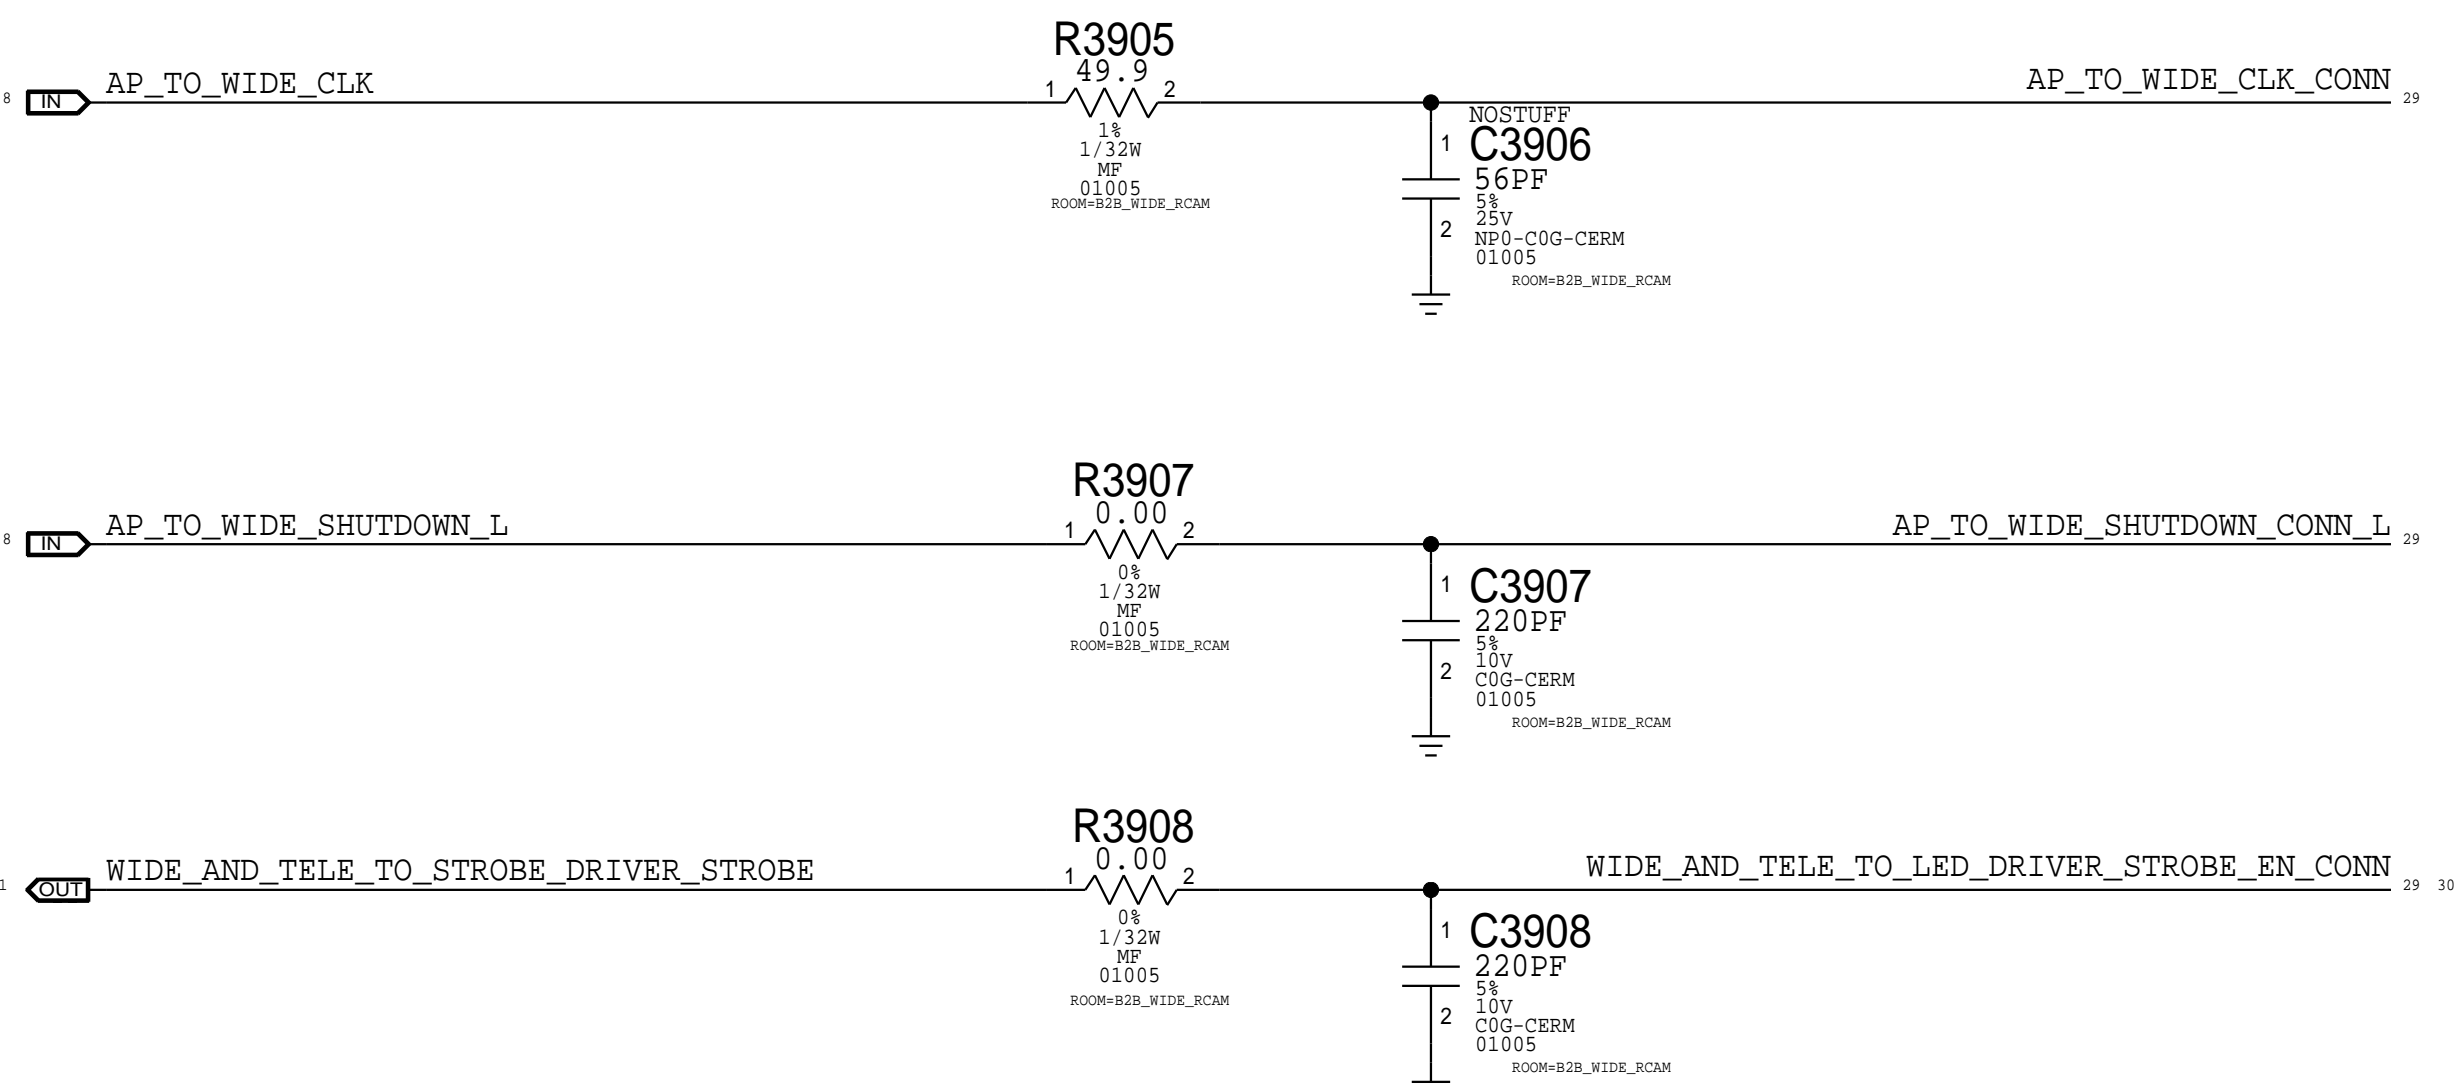 R3905
49.9
8 IN AP_TO_WIDE_CLK 1 2 AP_TO_WIDE_CLK_CONN 29
1%
1/32W
MF
01005
ROOM=B2B_WIDE_RCAM
NOSTUFF
1 C3906
56PF
5%
25V
2 NP0-C0G-CERM
01005
ROOM=B2B_WIDE_RCAM
R3907
0.00
8 IN AP_TO_WIDE_SHUTDOWN_L 1 2 AP_TO_WIDE_SHUTDOWN_CONN_L 29
0%
1/32W
MF
01005
ROOM=B2B_WIDE_RCAM
1 C3907
220PF
5%
10V
2 C0G-CERM
01005
ROOM=B2B_WIDE_RCAM
R3908
0.00
1 OUT WIDE_AND_TELE_TO_STROBE_DRIVER_STROBE 1 2 WIDE_AND_TELE_TO_LED_DRIVER_STROBE_EN_CONN 29 30
0%
1/32W
MF
01005
ROOM=B2B_WIDE_RCAM
1 C3908
220PF
5%
10V
2 C0G-CERM
01005
ROOM=B2B_WIDE_RCAM